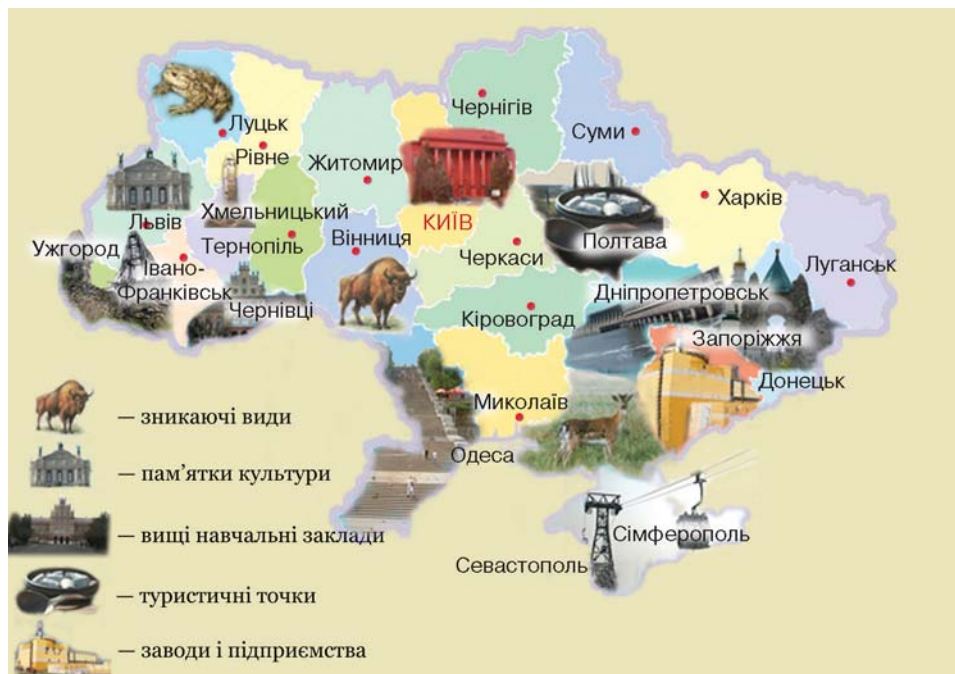 Чернігів
Суми
Луцьк
Рівне
Житомир
Харків
Львів
Хмельницький
КИЇВ
Полтава
Ужгород
Тернопіль
Вінниця
Черкаси
Луганськ
Івано-
Франківськ
Чернівці
Дніпропетровськ
Кіровоград
Запоріжжя
Донецьк
Миколаїв
Одеса
Сімферополь
Севастополь
— зникаючі види
— пам’ятки культури
— вищі навчальні заклади
— туристичні точки
— заводи і підприємства